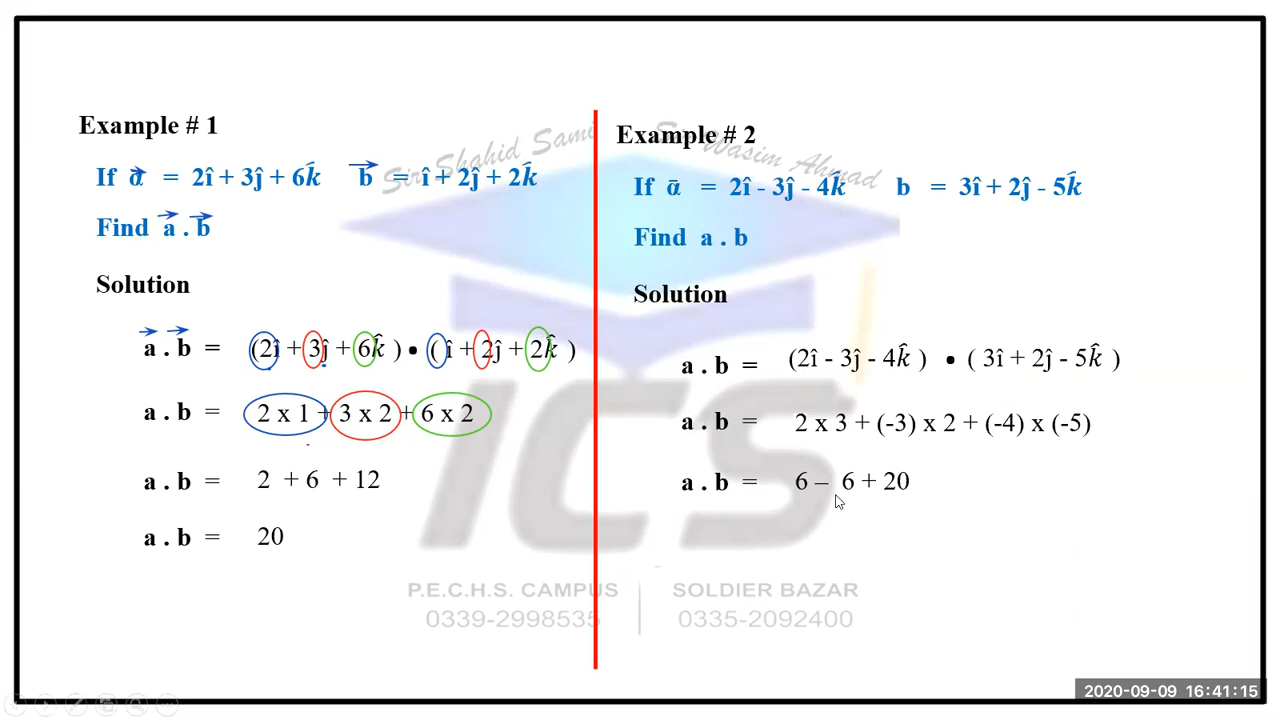 Example # 1
If ɑ = 2î + 3ĵ + 6k̂ b = î + 2ĵ + 2k̂
Find a . b
Solution
a . b = (2î + 3ĵ + 6k̂ ) • ( î + 2ĵ + 2k̂ )
a . b = 2 x 1 + 3 x 2 + 6 x 2
a . b = 2 + 6 + 12
a . b = 20
Example # 2
If ᾱ = 2î - 3ĵ - 4k̂ b = 3î + 2ĵ - 5k̂
Find a . b
Solution
a . b = (2î - 3ĵ - 4k̂ ) • ( 3î + 2ĵ - 5k̂ )
a . b = 2 x 3 + (-3) x 2 + (-4) x (-5)
a . b = 6 – 6 + 20
Sir Shahid Sami
Sir Wasim Ahmad
ICS
P.E.C.H.S. CAMPUS
0339-2998535
SOLDIER BAZAR
0335-2092400
2020-09-09 16:41:15